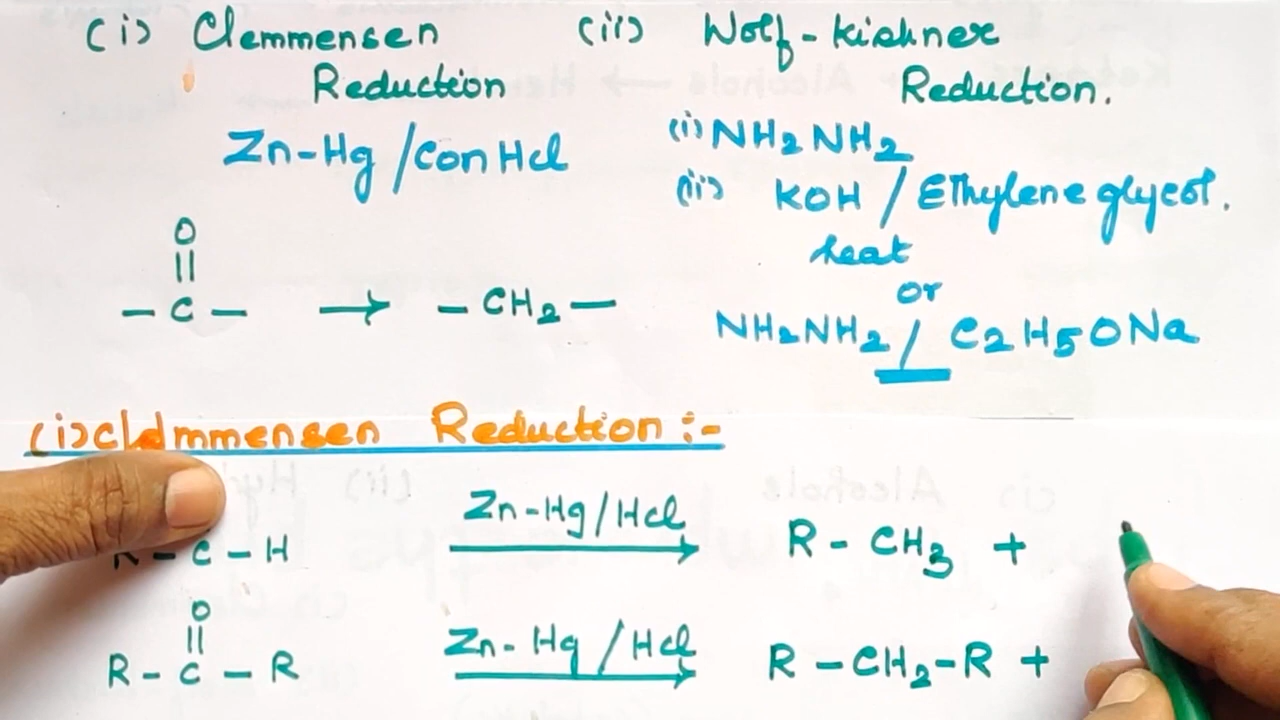 (i) Clemmensen Reduction
(ii) Wolf-kishner Reduction.
Zn-Hg /Con Hcl
(i) NH2NH2
(ii) KOH / Ethylene glycol.
heat
or
NH2NH2 / C2H5ONa
O
||
– C – → – CH2 –
(i) Clemmensen Reduction :-
R – C – H Zn-Hg/Hcl R – CH3 +
O
||
R – C – R Zn-Hg/Hcl R – CH2 – R +